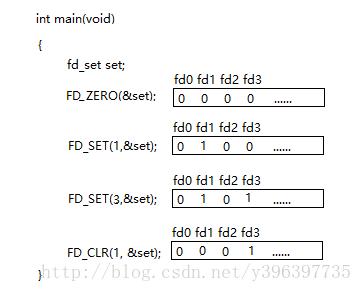 int main(void)
{
fd_set set;
fd0 fd1 fd2 fd3
FD_ZERO(&set); 0 0 0 0 ......
fd0 fd1 fd2 fd3
FD_SET(1,&set); 0 1 0 0 ......
fd0 fd1 fd2 fd3
FD_SET(3,&set); 0 1 0 1 ......
fd0 fd1 fd2 fd3
FD_CLR(1, &set); 0 0 0 1 ......
}
http://blog.csdn.net/y396397735